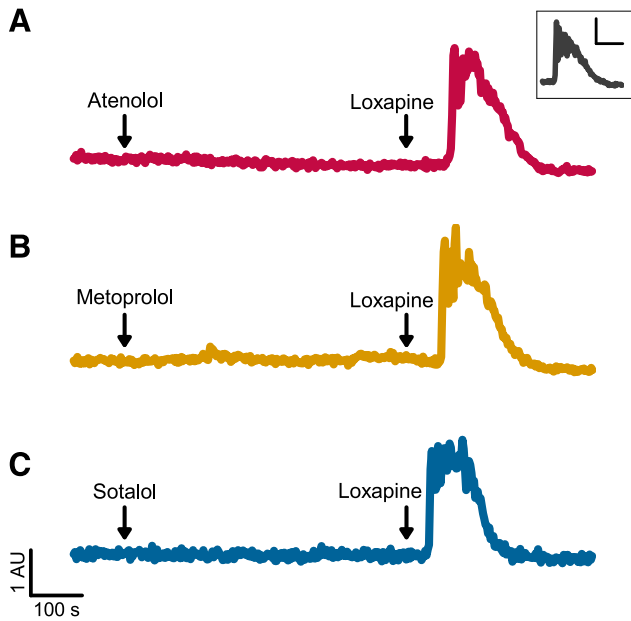 A
Atenolol
Loxapine
B
Metoprolol
Loxapine
C
Sotalol
Loxapine
1 AU
100 s